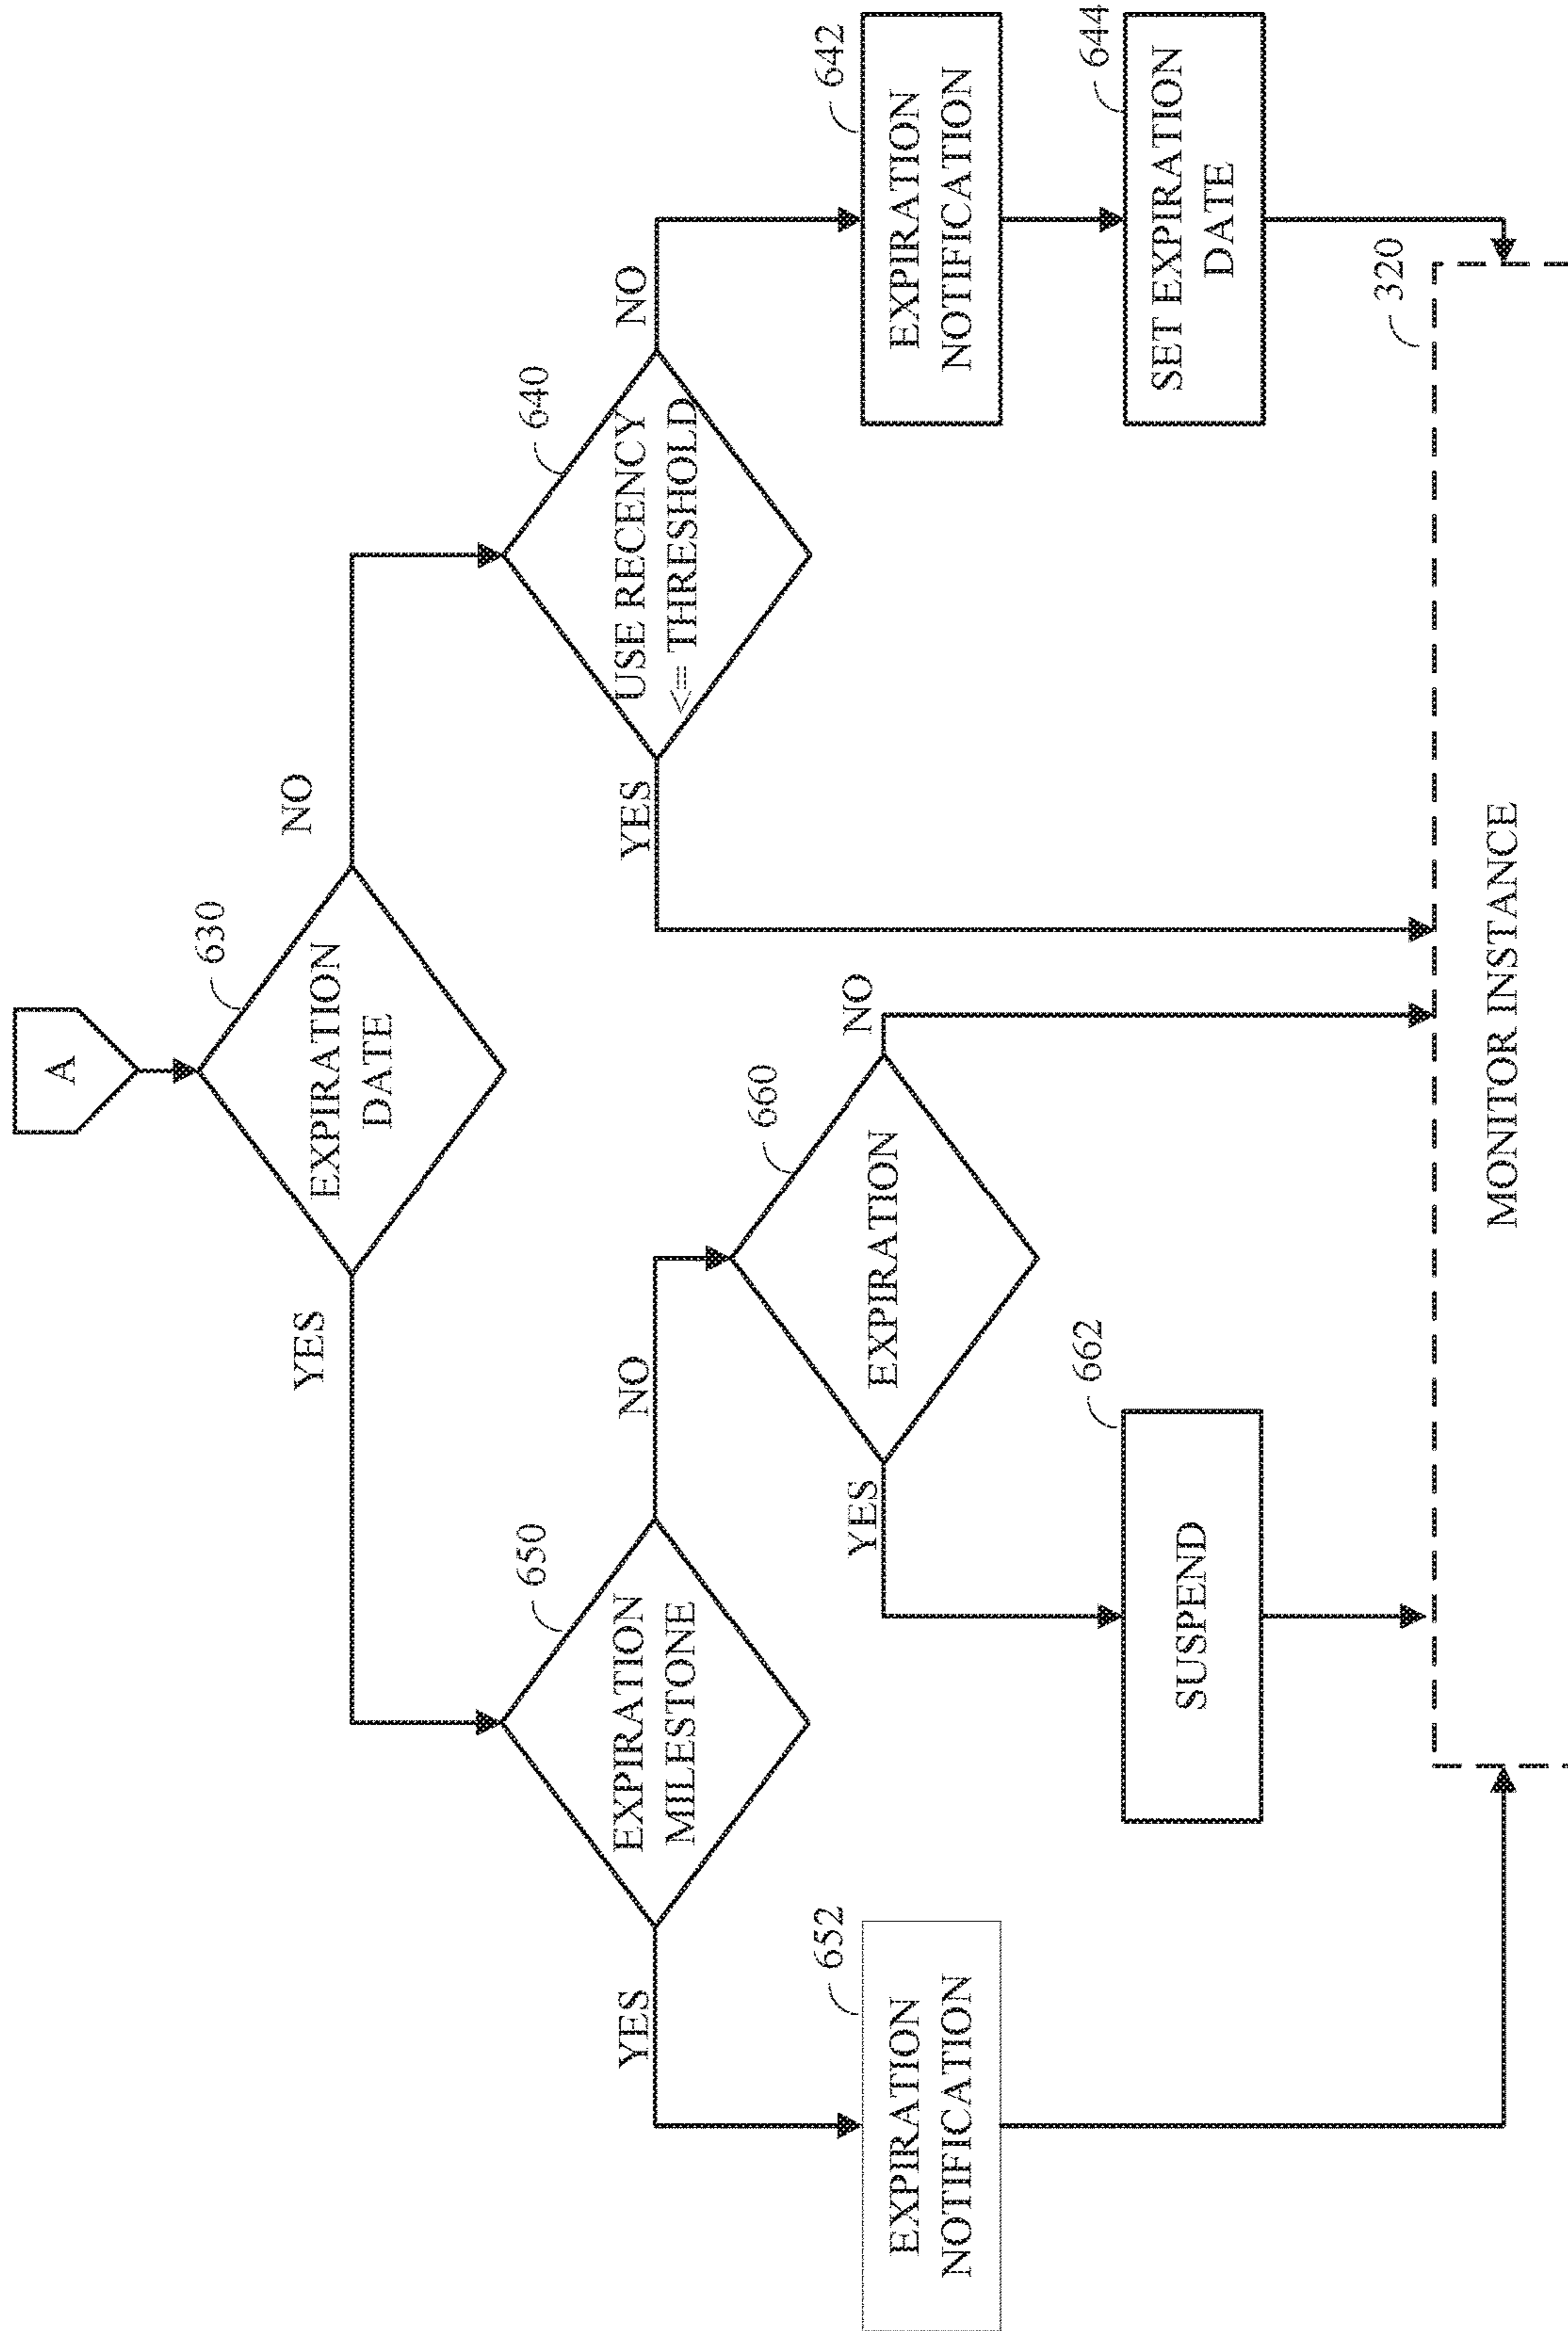 A
630
EXPIRATION
DATE
YES
NO
650
EXPIRATION
MILESTONE
YES
NO
640
USE RECENCY
<= THRESHOLD
YES
NO
652
EXPIRATION
NOTIFICATION
660
EXPIRATION
YES
NO
642
EXPIRATION
NOTIFICATION
662
SUSPEND
644
SET EXPIRATION
DATE
320
MONITOR INSTANCE